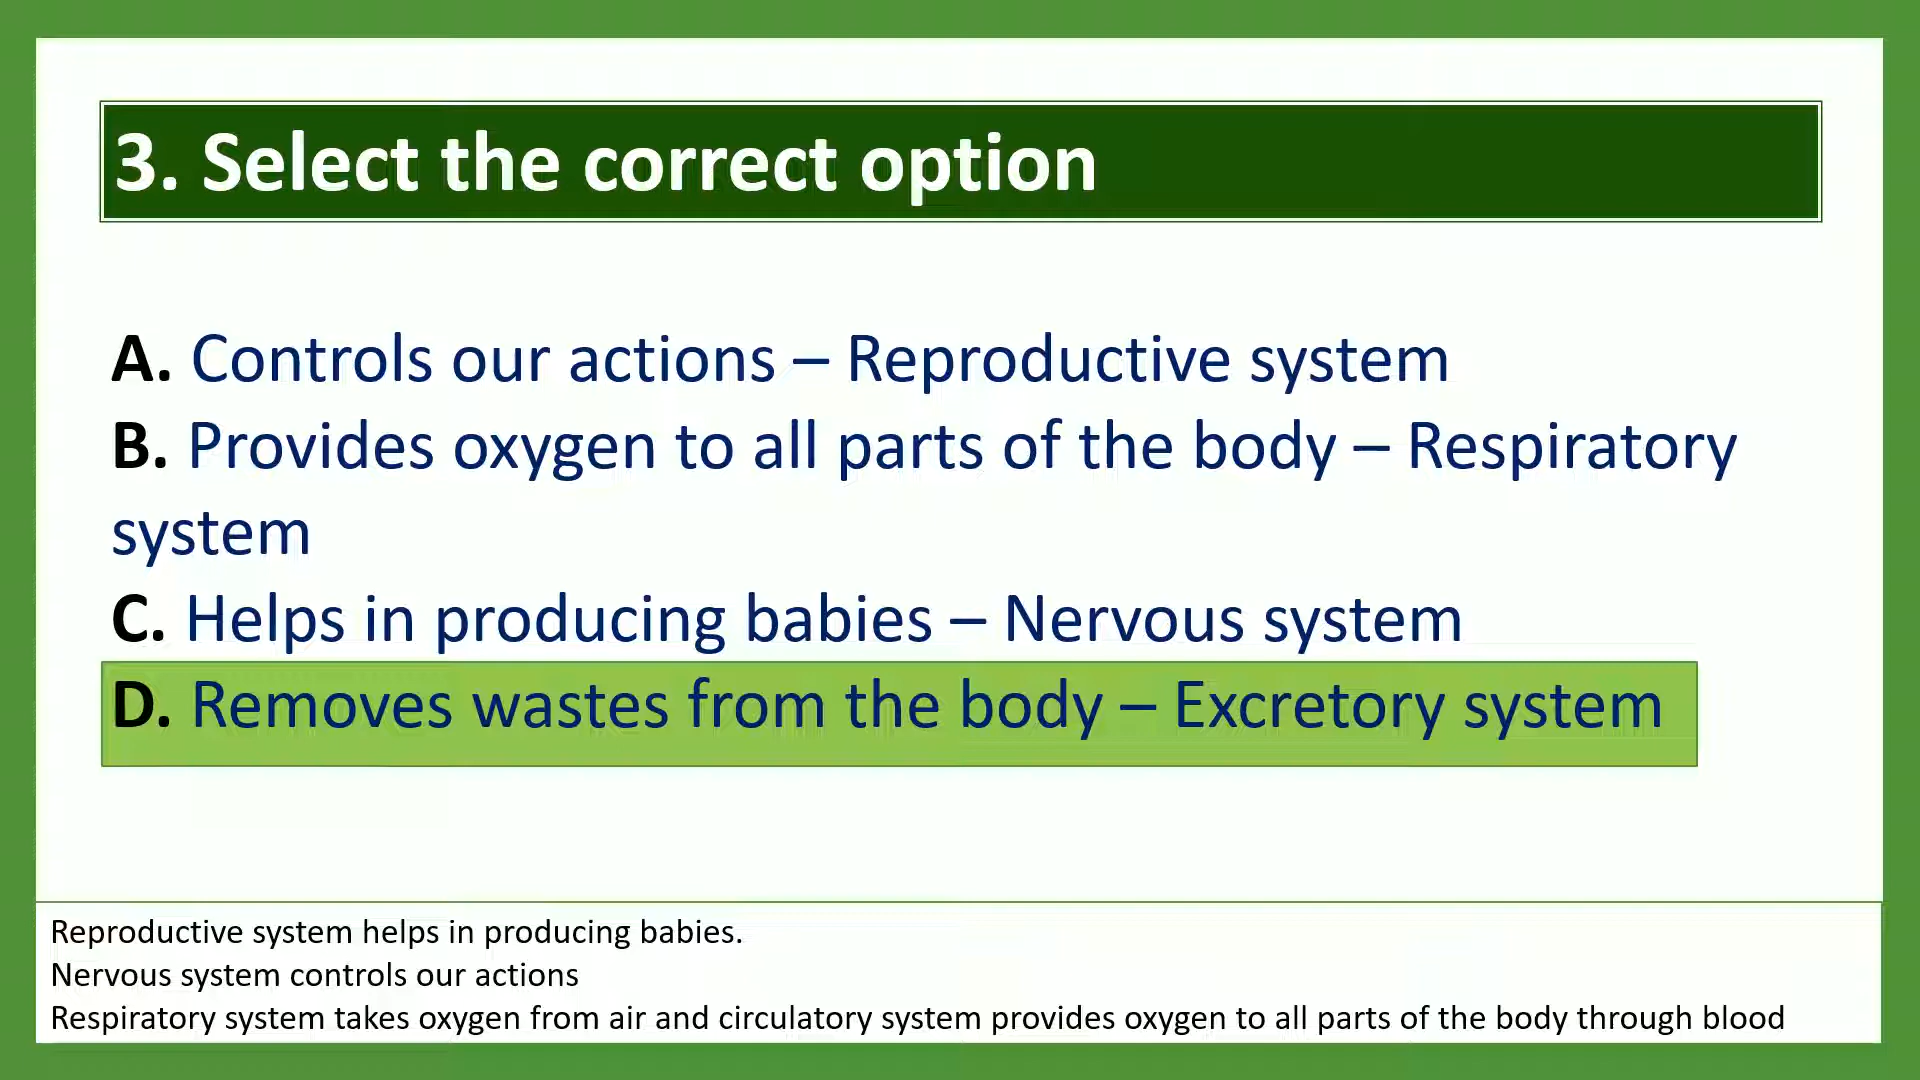 3. Select the correct option
A. Controls our actions – Reproductive system
B. Provides oxygen to all parts of the body – Respiratory
system
C. Helps in producing babies – Nervous system
D. Removes wastes from the body – Excretory system
Reproductive system helps in producing babies.
Nervous system controls our actions
Respiratory system takes oxygen from air and circulatory system provides oxygen to all parts of the body through blood